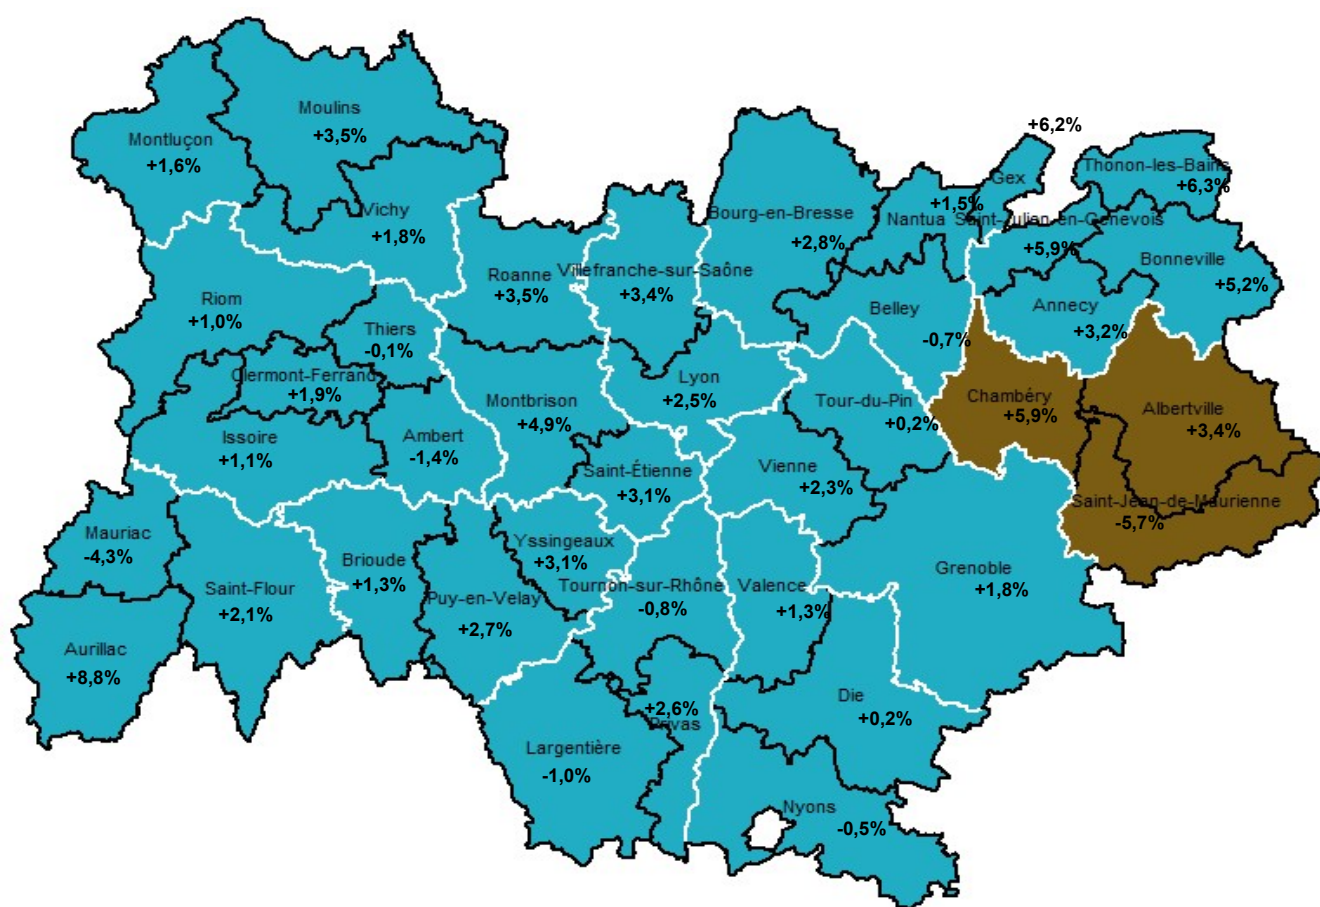 Moulins
+3,5%
Montluçon
+1,6%
+6,2%
Gex
Thonon-les-Bains
+6,3%
Vichy
+1,8%
Bourg-en-Bresse
+2,8%
Nantua
+1,5%
Saint-Julien-en-Genevois
+5,9%
Bonneville
+5,2%
Roanne
+3,5%
Villefranche-sur-Saône
+3,4%
Riom
+1,0%
Belley
-0,7%
Annecy
+3,2%
Thiers
-0,1%
Clermont-Ferrand
+1,9%
Lyon
+2,5%
Montbrison
+4,9%
Tour-du-Pin
+0,2%
Chambéry
+5,9%
Albertville
+3,4%
Issoire
+1,1%
Ambert
-1,4%
Saint-Étienne
+3,1%
Vienne
+2,3%
Saint-Jean-de-Maurienne
-5,7%
Mauriac
-4,3%
Yssingeaux
+3,1%
Brioude
+1,3%
Saint-Flour
+2,1%
Puy-en-Velay
+2,7%
Tournon-sur-Rhône
-0,8%
Valence
+1,3%
Grenoble
+1,8%
Aurillac
+8,8%
Die
+0,2%
+2,6%
Privas
Largentière
-1,0%
Nyons
-0,5%